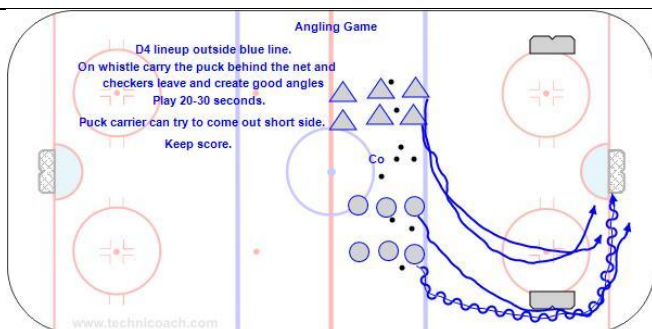 Angling Game
D4 lineup outside blue line.
On whistle carry the puck behind the net and
checkers leave and create good angles
Play 20-30 seconds.
Puck carrier can try to come out short side.
Keep score.
Co
www.technicoach.com